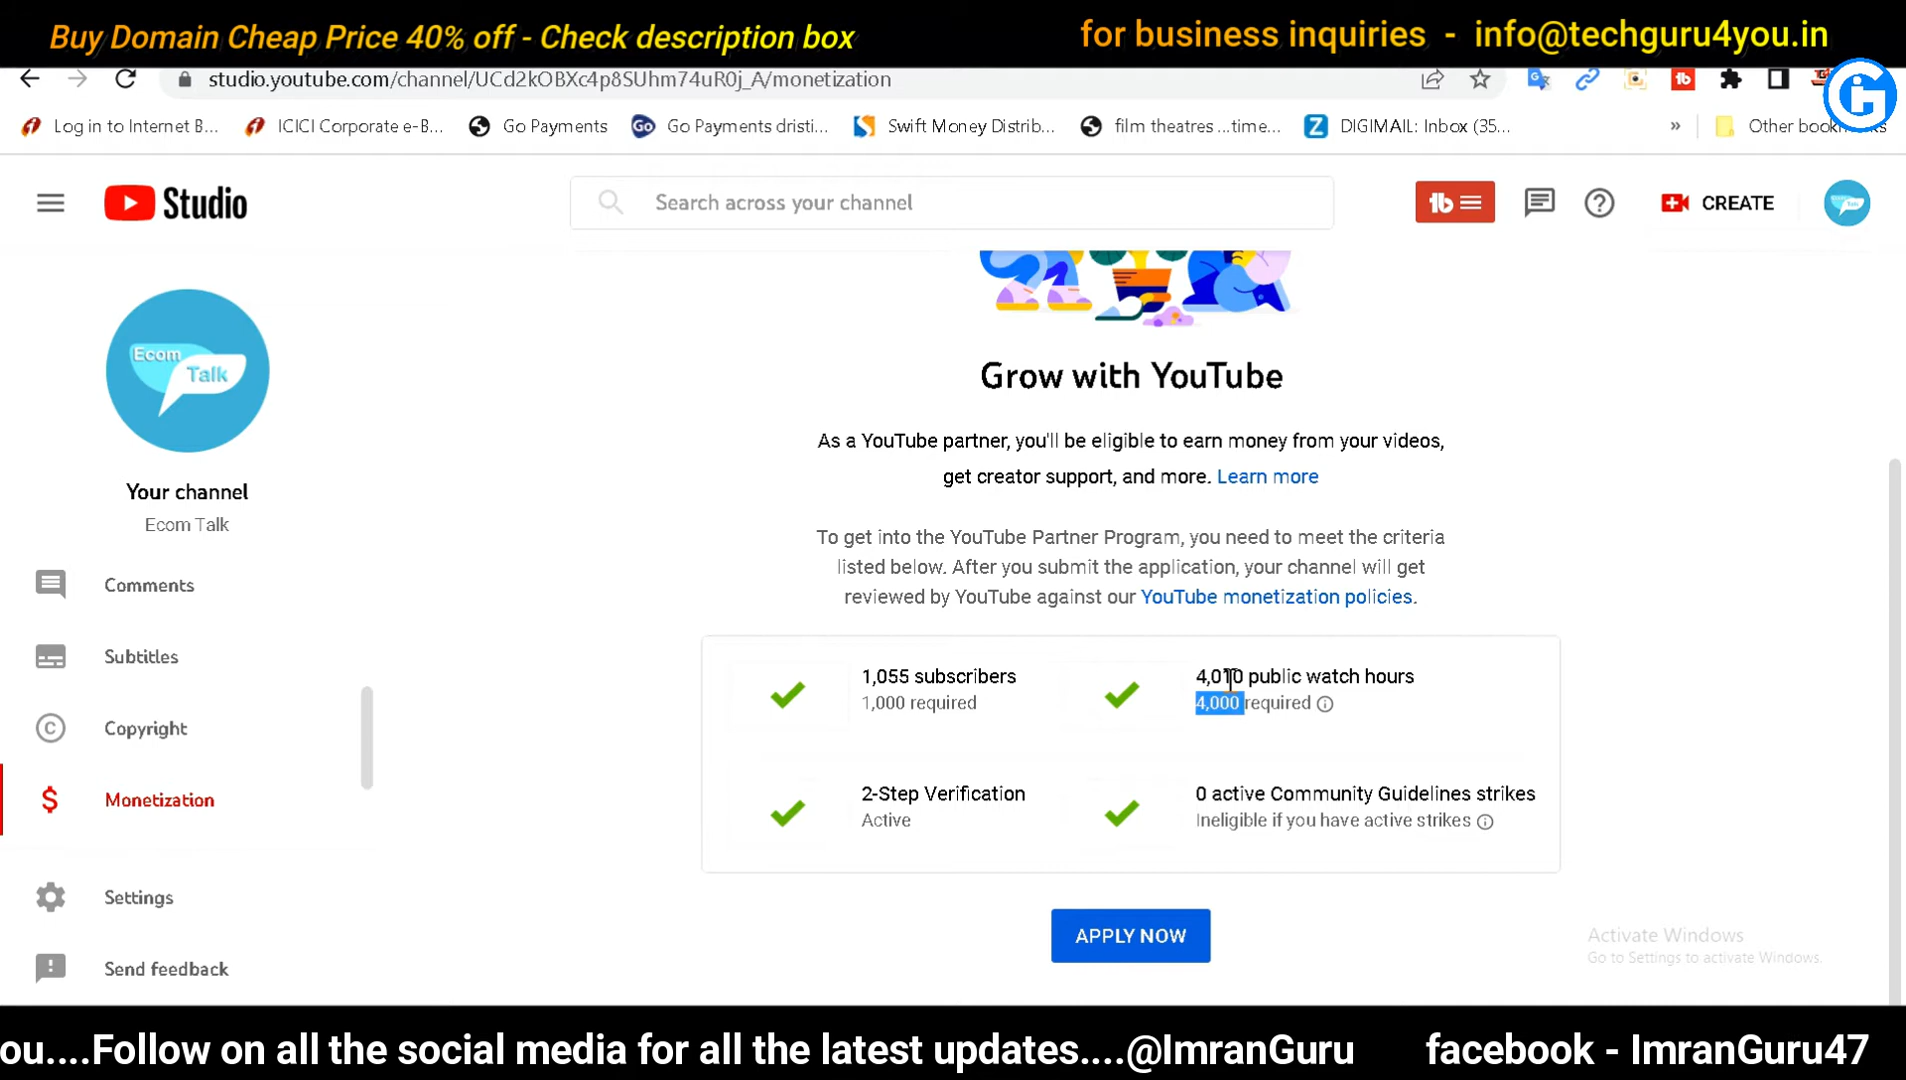 Buy Domain Cheap Price 40% off - Check description box
for business inquiries - info@techguru4you.in
studio.youtube.com/channel/UCd2kOBXc4p8SUhm74uR0j_A/monetization
Log in to Internet B...
ICICI Corporate e-B...
Go Payments
Go Payments dristi...
Swift Money Distrib...
film theatres ...time...
DIGIMAIL: Inbox (35...
»
Other bookmarks
Studio
Search across your channel
CREATE
Ecom
Talk
Your channel
Ecom Talk
Comments
Subtitles
Copyright
Monetization
Settings
Send feedback
Grow with YouTube
As a YouTube partner, you'll be eligible to earn money from your videos,
get creator support, and more. Learn more
To get into the YouTube Partner Program, you need to meet the criteria
listed below. After you submit the application, your channel will get
reviewed by YouTube against our YouTube monetization policies.
1,055 subscribers
1,000 required
4,010 public watch hours
4,000 required
2-Step Verification
Active
0 active Community Guidelines strikes
Ineligible if you have active strikes
APPLY NOW
Activate Windows
Go to Settings to activate Windows.
ou....Follow on all the social media for all the latest updates....@ImranGuru
facebook - ImranGuru47